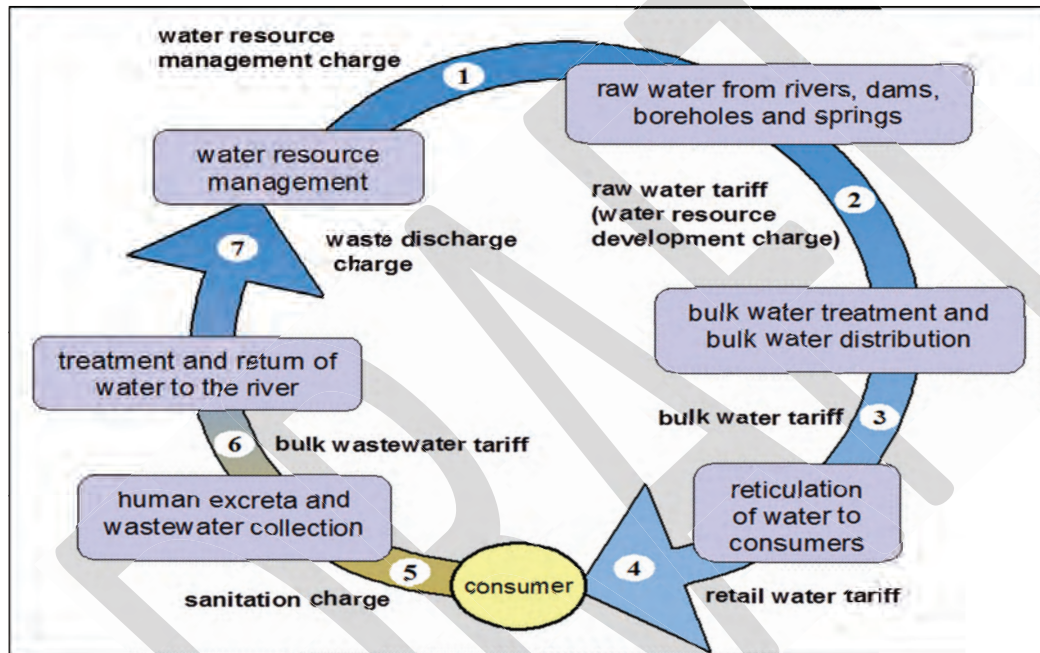 water resource
management charge
1
raw water from rivers, dams,
boreholes and springs
water resource
management
raw water tariff
(water resource
development charge)
2
7
waste discharge
charge
bulk water treatment and
bulk water distribution
treatment and return of
water to the river
bulk water tariff
3
6
bulk wastewater tariff
human excreta and
wastewater collection
reticulation
of water to
consumers
5
consumer
4
sanitation charge
retail water tariff
DRAFT